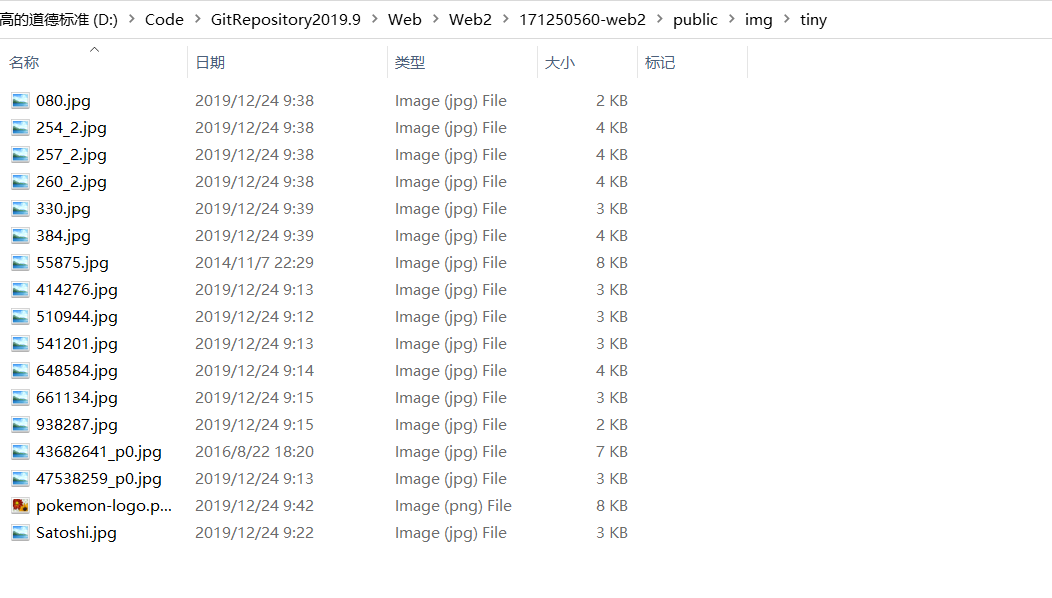 高的道德标准 (D:) > Code > GitRepository2019.9 > Web > Web2 > 171250560-web2 > public > img > tiny
名称 日期 类型 大小 标记
080.jpg 2019/12/24 9:38 Image (jpg) File 2 KB
254_2.jpg 2019/12/24 9:38 Image (jpg) File 4 KB
257_2.jpg 2019/12/24 9:38 Image (jpg) File 4 KB
260_2.jpg 2019/12/24 9:38 Image (jpg) File 4 KB
330.jpg 2019/12/24 9:39 Image (jpg) File 3 KB
384.jpg 2019/12/24 9:39 Image (jpg) File 4 KB
55875.jpg 2014/11/7 22:29 Image (jpg) File 8 KB
414276.jpg 2019/12/24 9:13 Image (jpg) File 3 KB
510944.jpg 2019/12/24 9:12 Image (jpg) File 3 KB
541201.jpg 2019/12/24 9:13 Image (jpg) File 3 KB
648584.jpg 2019/12/24 9:14 Image (jpg) File 4 KB
661134.jpg 2019/12/24 9:15 Image (jpg) File 3 KB
938287.jpg 2019/12/24 9:15 Image (jpg) File 2 KB
43682641_p0.jpg 2016/8/22 18:20 Image (jpg) File 7 KB
47538259_p0.jpg 2019/12/24 9:13 Image (jpg) File 3 KB
pokemon-logo.p... 2019/12/24 9:42 Image (png) File 8 KB
Satoshi.jpg 2019/12/24 9:22 Image (jpg) File 3 KB